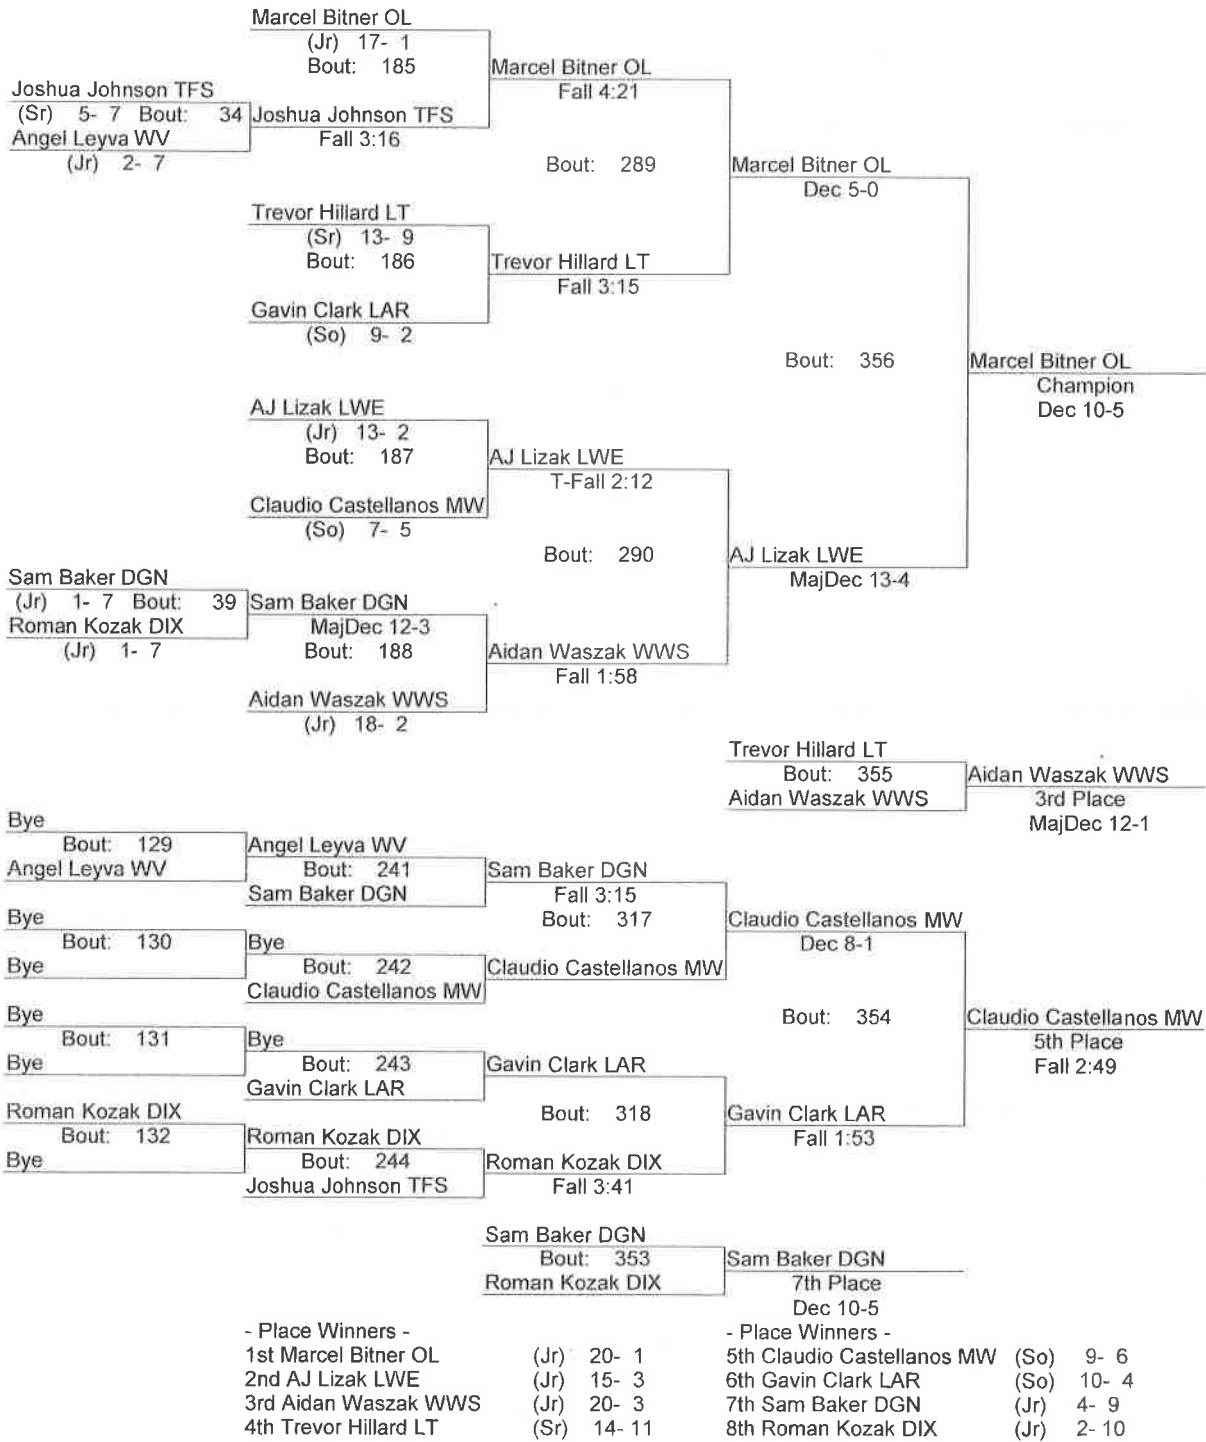 Marcel Bitner OL
(Jr) 17- 1
Bout: 185
Marcel Bitner OL
Fall 4:21
Joshua Johnson TFS
(Sr) 5- 7 Bout: 34
Joshua Johnson TFS
Angel Leyva WV
Fall 3:16
(Jr) 2- 7
Bout: 289
Marcel Bitner OL
Dec 5-0
Trevor Hillard LT
(Sr) 13- 9
Bout: 186
Trevor Hillard LT
Fall 3:15
Gavin Clark LAR
(So) 9- 2
Bout: 356
Marcel Bitner OL
Champion
Dec 10-5
AJ Lizak LWE
(Jr) 13- 2
Bout: 187
AJ Lizak LWE
T-Fall 2:12
Claudio Castellanos MW
(So) 7- 5
Bout: 290
AJ Lizak LWE
MajDec 13-4
Sam Baker DGN
(Jr) 1- 7 Bout: 39
Sam Baker DGN
Roman Kozak DIX
MajDec 12-3
(Jr) 1- 7
Bout: 188
Aidan Waszak WWS
Fall 1:58
Aidan Waszak WWS
(Jr) 18- 2
Trevor Hillard LT
Bout: 355
Aidan Waszak WWS
Aidan Waszak WWS
3rd Place
MajDec 12-1
Bye
Bout: 129
Angel Leyva WV
Angel Leyva WV
Bout: 241
Sam Baker DGN
Sam Baker DGN
Fall 3:15
Bout: 317
Claudio Castellanos MW
Dec 8-1
Bye
Bout: 130
Bye
Bye
Bout: 242
Claudio Castellanos MW
Claudio Castellanos MW
Bout: 354
Claudio Castellanos MW
5th Place
Fall 2:49
Bye
Bout: 131
Bye
Bye
Bout: 243
Gavin Clark LAR
Gavin Clark LAR
Bout: 318
Gavin Clark LAR
Fall 1:53
Roman Kozak DIX
Bout: 132
Bye
Roman Kozak DIX
Bout: 244
Joshua Johnson TFS
Roman Kozak DIX
Fall 3:41
Sam Baker DGN
Bout: 353
Roman Kozak DIX
Sam Baker DGN
7th Place
Dec 10-5
- Place Winners -
1st Marcel Bitner OL (Jr) 20- 1
2nd AJ Lizak LWE (Jr) 15- 3
3rd Aidan Waszak WWS (Jr) 20- 3
4th Trevor Hillard LT (Sr) 14- 11
- Place Winners -
5th Claudio Castellanos MW (So) 9- 6
6th Gavin Clark LAR (So) 10- 4
7th Sam Baker DGN (Jr) 4- 9
8th Roman Kozak DIX (Jr) 2- 10